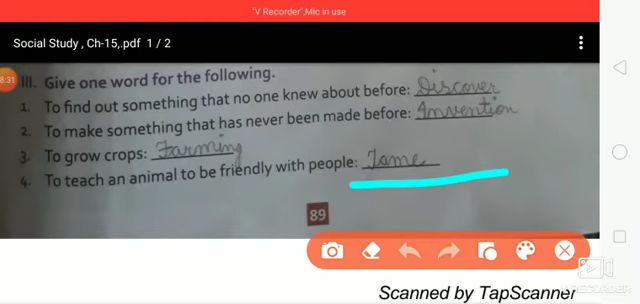 "V Recorder",Mic in use
Social Study , Ch-15,.pdf 1 / 2
8:31
III. Give one word for the following.
1. To find out something that no one knew about before: Discover
2. To make something that has never been made before: Invention
3. To grow crops: Farming
4. To teach an animal to be friendly with people: Tame
89
Scanned by TapScanner
RECORDER